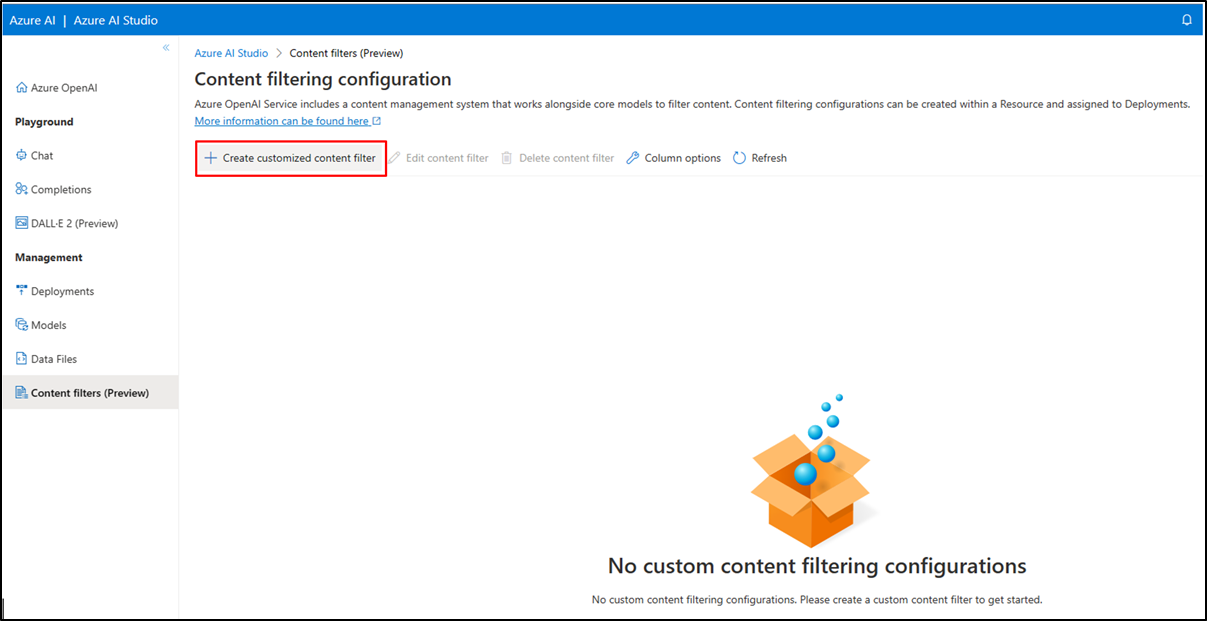 Azure AI | Azure AI Studio
Azure AI Studio > Content filters (Preview)
Content filtering configuration
Azure OpenAI Service includes a content management system that works alongside core models to filter content. Content filtering configurations can be created within a Resource and assigned to Deployments.
More information can be found here
Create customized content filter Edit content filter Delete content filter Column options Refresh
Azure OpenAI
Playground
Chat
Completions
DALL·E 2 (Preview)
Management
Deployments
Models
Data Files
Content filters (Preview)
No custom content filtering configurations
No custom content filtering configurations. Please create a custom content filter to get started.